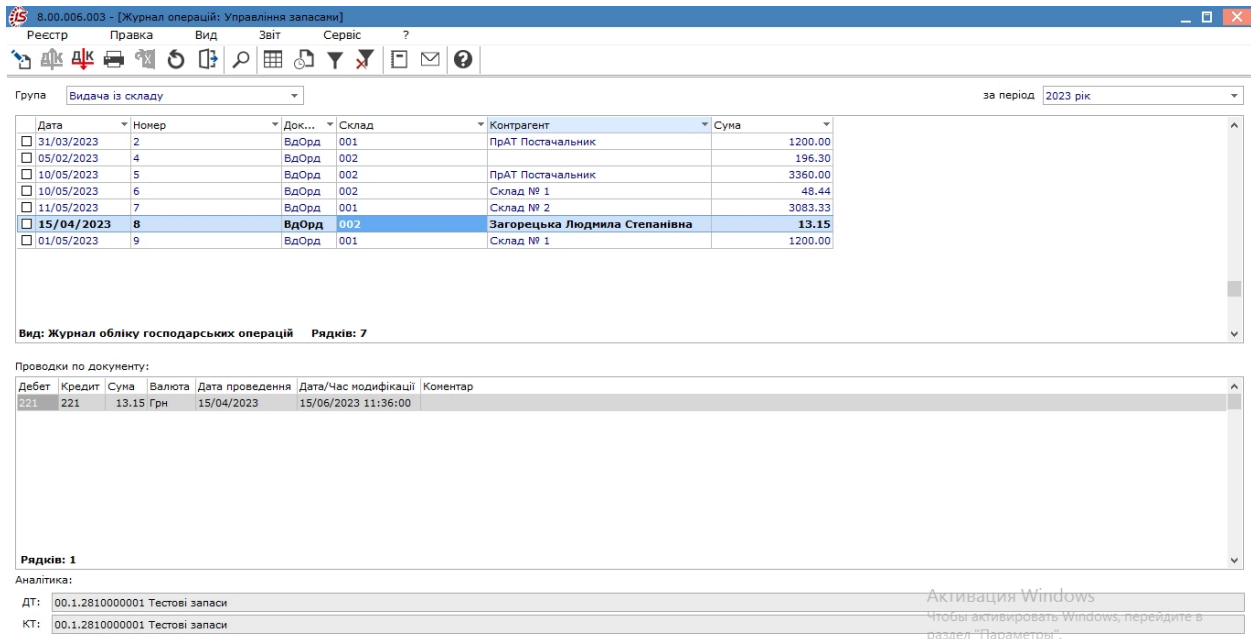 8.00.006.003 - [Журнал операцій: Управління запасами]
Реєстр Правка Вид Звіт Сервіс ?
Група Видача із складу за період 2023 рік
Дата Номер Док... Склад Контрагент Сума
31/03/2023 2 ВдОрд 001 ПрАТ Постачальник 1200.00
05/02/2023 4 ВдОрд 002 196.30
10/05/2023 5 ВдОрд 002 ПрАТ Постачальник 3360.00
10/05/2023 6 ВдОрд 002 Склад № 1 48.44
11/05/2023 7 ВдОрд 001 Склад № 2 3083.33
15/04/2023 8 ВдОрд 002 Загорецька Людмила Степанівна 13.15
01/05/2023 9 ВдОрд 001 Склад № 1 1200.00
Вид: Журнал обліку господарських операцій Рядків: 7
Проводки по документу:
Дебет Кредит Сума Валюта Дата проведення Дата/Час модифікації Коментар
221 221 13.15 Грн 15/04/2023 15/06/2023 11:36:00
Рядків: 1
Аналітика:
ДТ: 00.1.2810000001 Тестові запаси
КТ: 00.1.2810000001 Тестові запаси
Активация Windows
Чтобы активировать Windows, перейдите в
раздел "Параметры".